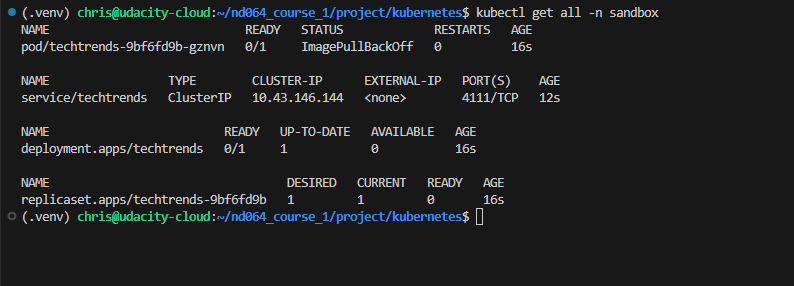 (.venv) chris@udacity-cloud:~/nd064_course_1/project/kubernetes$ kubectl get all -n sandbox
NAME                             READY   STATUS             RESTARTS   AGE
pod/techtrends-9bf6fd9b-gznvn   0/1     ImagePullBackOff   0          16s

NAME                 TYPE        CLUSTER-IP      EXTERNAL-IP   PORT(S)    AGE
service/techtrends   ClusterIP   10.43.146.144   <none>        4111/TCP   12s

NAME                         READY   UP-TO-DATE   AVAILABLE   AGE
deployment.apps/techtrends   0/1     1            0           16s

NAME                                  DESIRED   CURRENT   READY   AGE
replicaset.apps/techtrends-9bf6fd9b   1         1         0       16s
(.venv) chris@udacity-cloud:~/nd064_course_1/project/kubernetes$